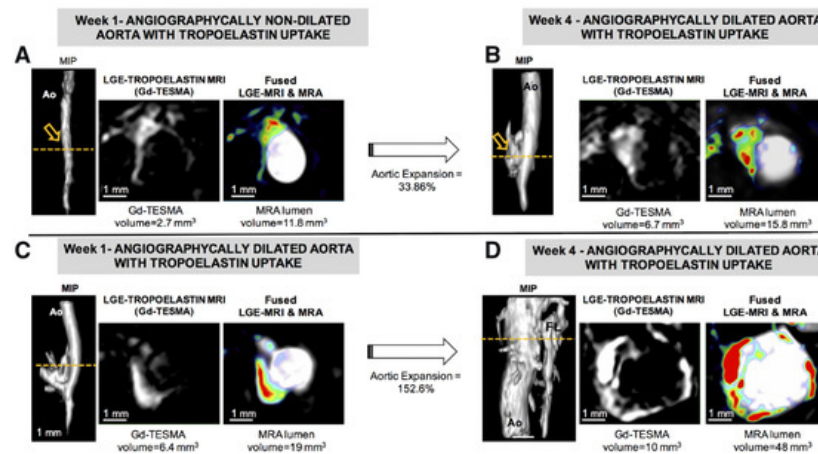 Week 1- ANGIOGRAPHYCALLY NON-DILATED
AORTA WITH TROPOELASTIN UPTAKE
A
MIP
Ao
LGE-TROPOELASTIN MRI
(Gd-TESMA)
Fused
LGE-MRI & MRA
1 mm
1 mm
Gd-TESMA
volume=2.7 mm³
MRA lumen
volume=11.8 mm³
Aortic Expansion =
33.86%
Week 4 - ANGIOGRAPHYCALLY DILATED AORTA
WITH TROPOELASTIN UPTAKE
B
MIP
Ao
LGE-TROPOELASTIN MRI
(Gd-TESMA)
Fused
LGE-MRI & MRA
1 mm
1 mm
Gd-TESMA
volume=6.7 mm³
MRA lumen
volume=15.8 mm³
Week 1- ANGIOGRAPHYCALLY DILATED AORTA
WITH TROPOELASTIN UPTAKE
C
MIP
Ao
1 mm
LGE-TROPOELASTIN MRI
(Gd-TESMA)
Fused
LGE-MRI & MRA
1 mm
1 mm
Gd-TESMA
volume=6.4 mm³
MRA lumen
volume=19 mm³
Aortic Expansion =
152.6%
Week 4 - ANGIOGRAPHYCALLY DILATED AORTA
WITH TROPOELASTIN UPTAKE
D
MIP
FL
Ao
LGE-TROPOELASTIN MRI
(Gd-TESMA)
Fused
LGE-MRI & MRA
1 mm
1 mm
Gd-TESMA
volume=10 mm³
MRA lumen
volume=48 mm³